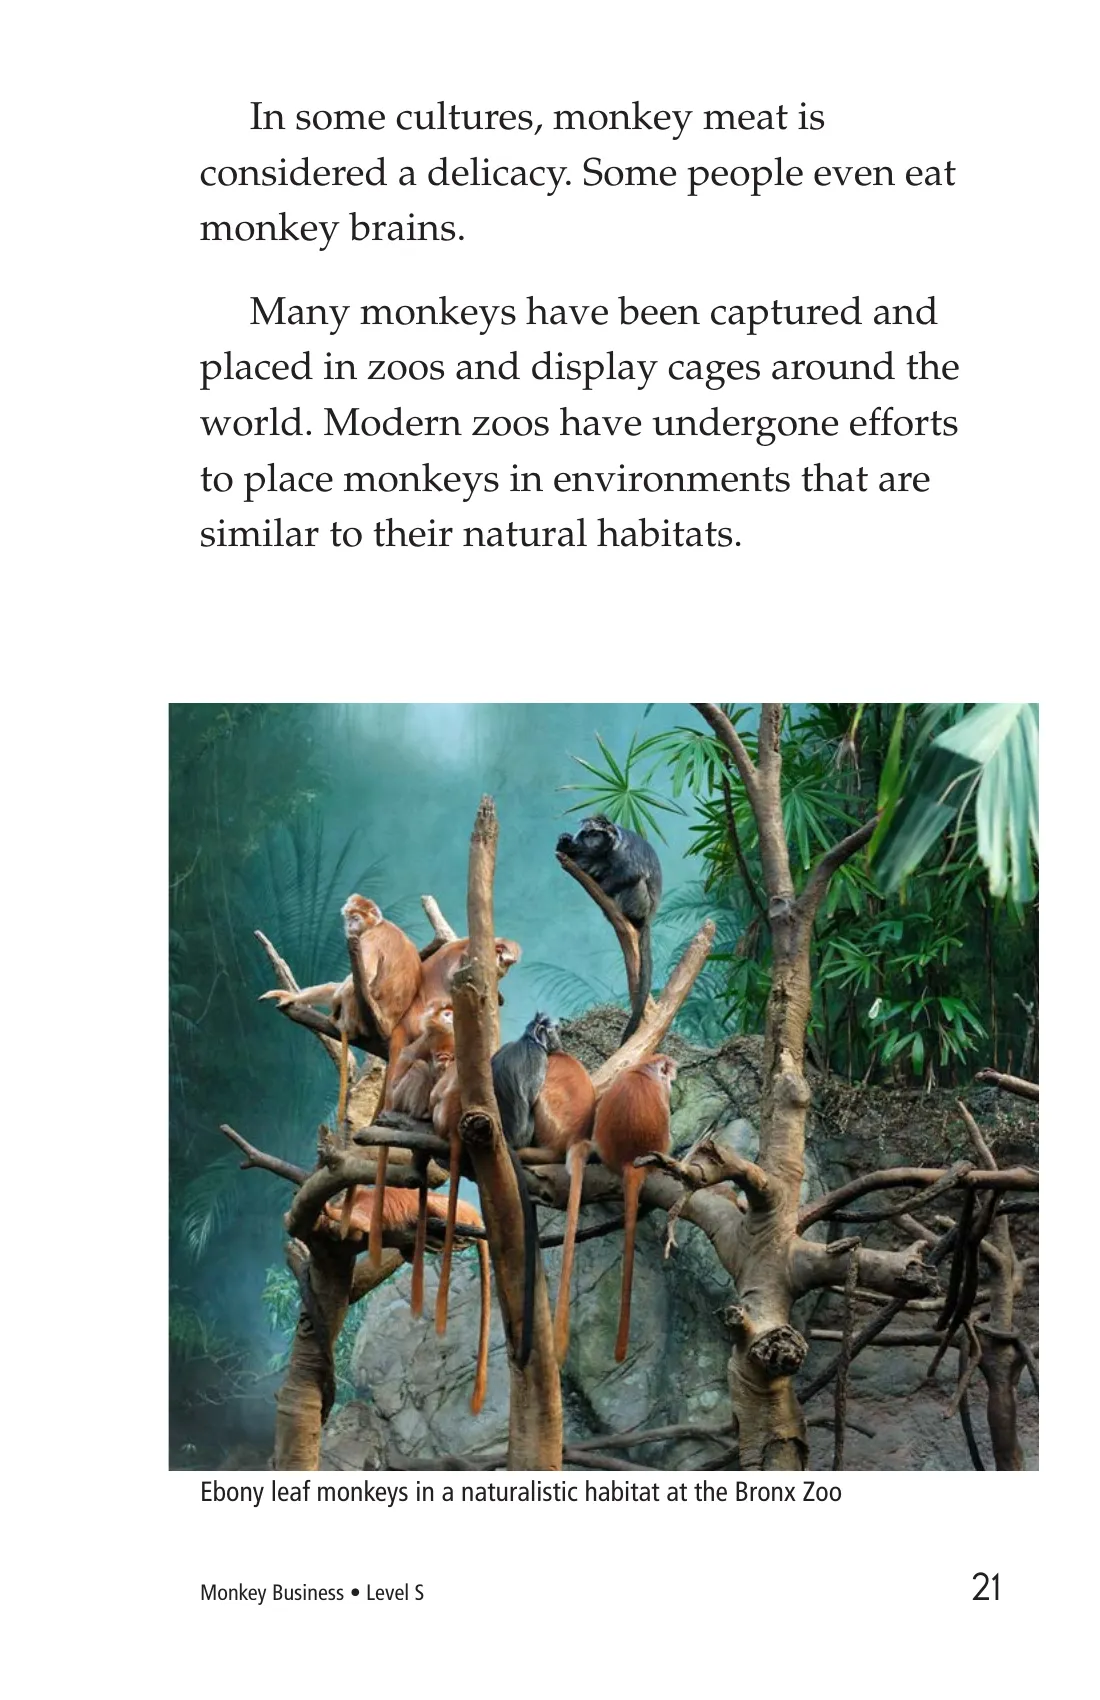 In some cultures, monkey meat is
considered a delicacy. Some people even eat
monkey brains.
Many monkeys have been captured and
placed in zoos and display cages around the
world. Modern zoos have undergone efforts
to place monkeys in environments that are
similar to their natural habitats.
Ebony leaf monkeys in a naturalistic habitat at the Bronx Zoo
Monkey Business • Level S
21